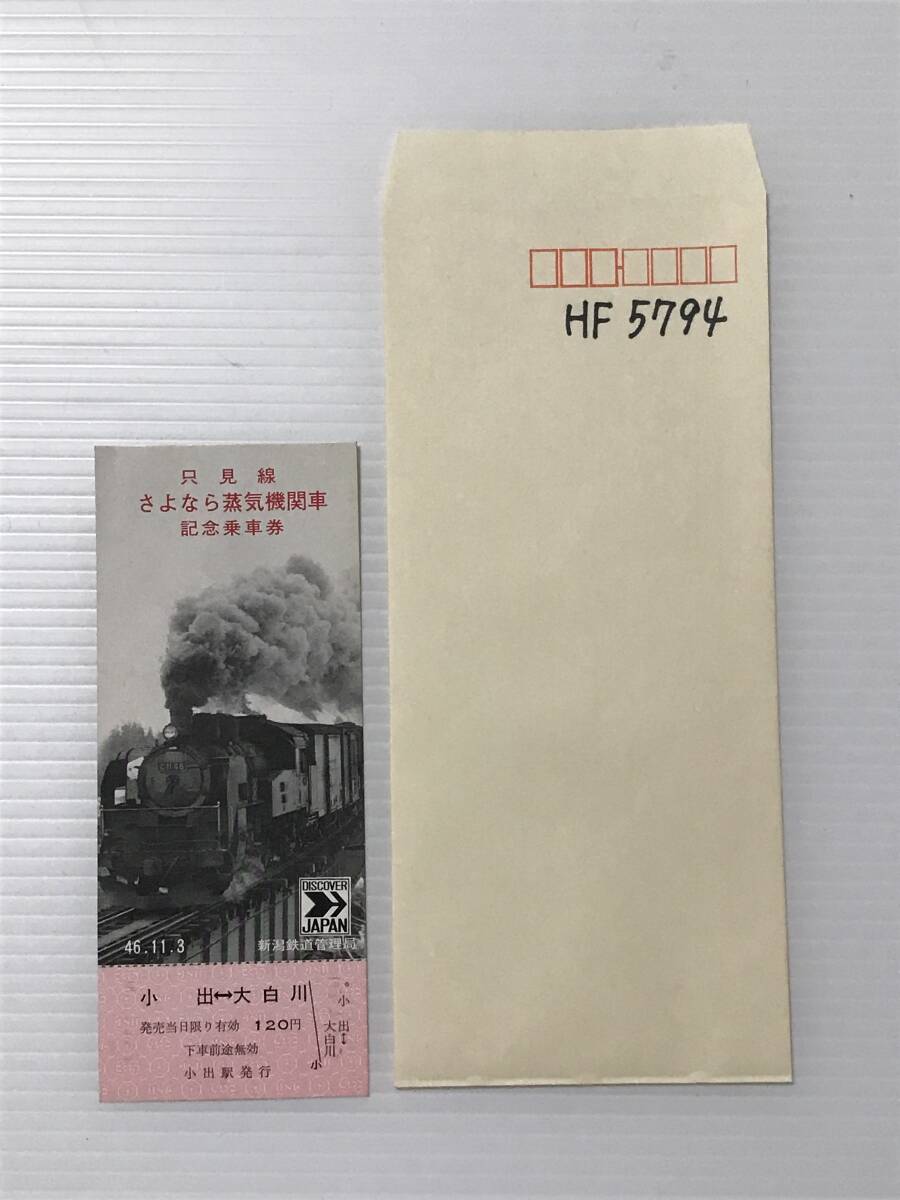 只見線
さよなら蒸気機関車
記念乗車券
DISCOVER
JAPAN
46.11.3
新潟鉄道管理局
小出↔大白川
発売当日限り有効 120円
下車前途無効
小出駅発行
小出↔
大白川
小
HF 5794